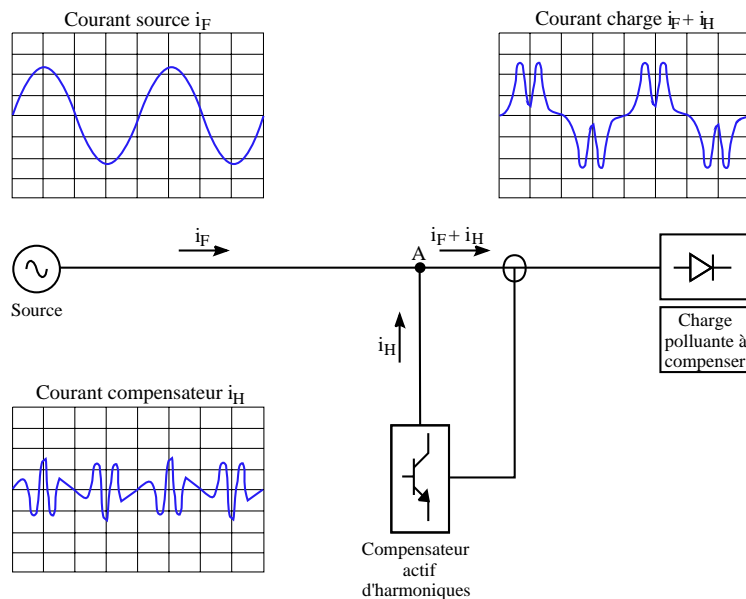 Courant source iF
Courant charge iF + iH
iF
A
iF + iH
Source
iH
Charge
polluante à
compenser
Courant compensateur iH
Compensateur
actif
d'harmoniques